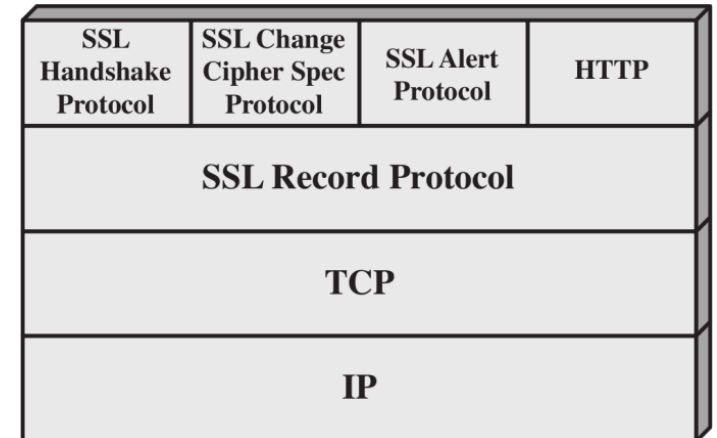 SSL
Handshake
Protocol
SSL Change
Cipher Spec
Protocol
SSL Alert
Protocol
HTTP
SSL Record Protocol
TCP
IP